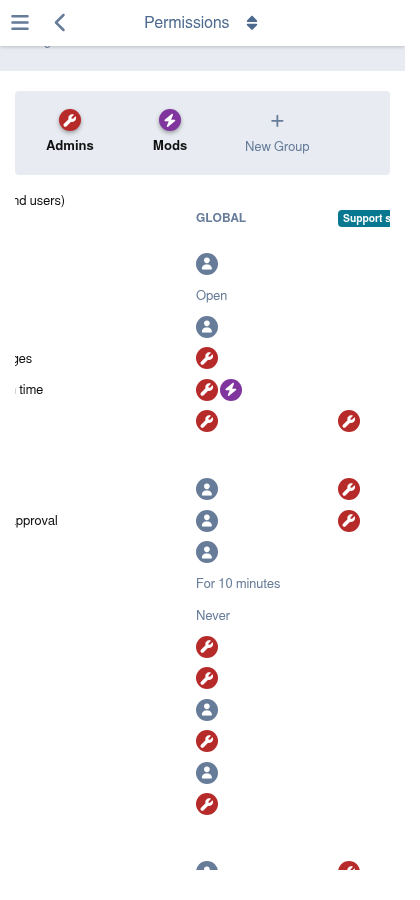 Permissions
Admins
Mods
New Group
nd users)
GLOBAL
Support s
Open
ges
time
pproval
For 10 minutes
Never